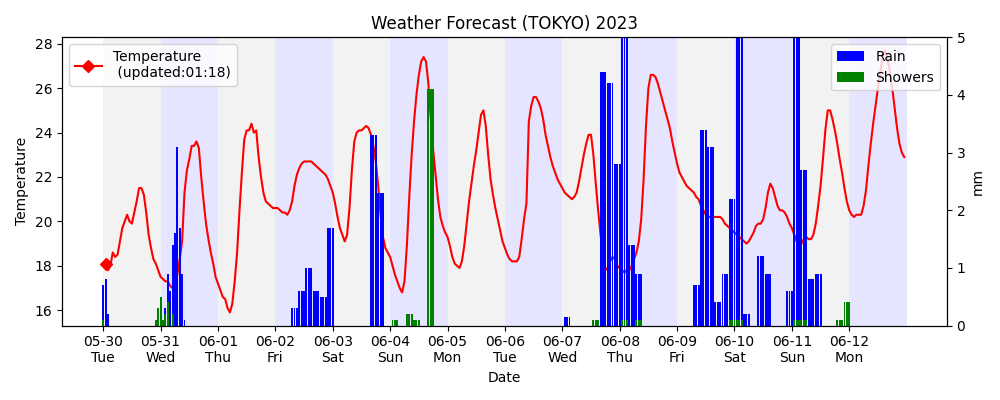 Weather Forecast (TOKYO) 2023
Temperature
(updated:01:18)
Rain
Showers
28
26
24
22
20
18
16
Temperature
5
4
3
2
1
0
mm
05-30 05-31 06-01 06-02 06-03 06-04 06-05 06-06 06-07 06-08 06-09 06-10 06-11 06-12
Tue Wed Thu Fri Sat Sun Mon Tue Wed Thu Fri Sat Sun Mon
Date